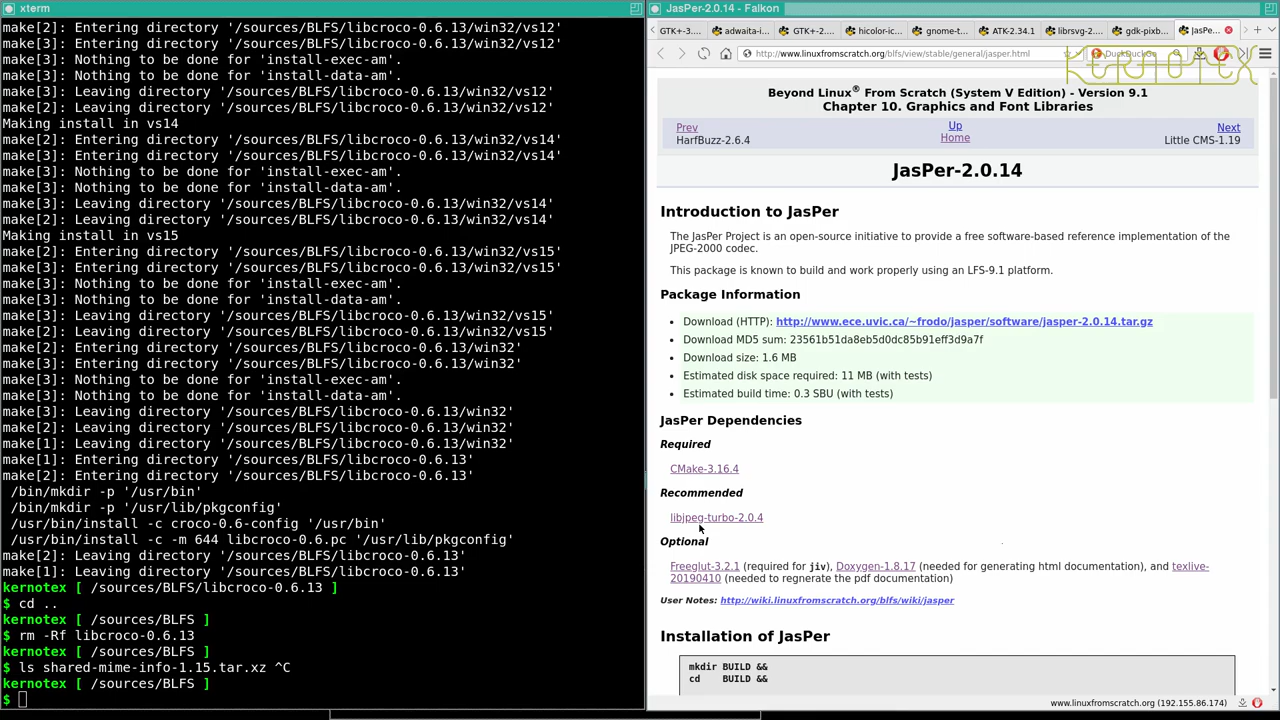 xterm
make[2]: Entering directory '/sources/BLFS/libcroco-0.6.13/win32/vs12'
make[3]: Entering directory '/sources/BLFS/libcroco-0.6.13/win32/vs12'
make[3]: Nothing to be done for 'install-exec-am'.
make[3]: Nothing to be done for 'install-data-am'.
make[3]: Leaving directory '/sources/BLFS/libcroco-0.6.13/win32/vs12'
make[2]: Leaving directory '/sources/BLFS/libcroco-0.6.13/win32/vs12'
Making install in vs14
make[2]: Entering directory '/sources/BLFS/libcroco-0.6.13/win32/vs14'
make[3]: Entering directory '/sources/BLFS/libcroco-0.6.13/win32/vs14'
make[3]: Nothing to be done for 'install-exec-am'.
make[3]: Nothing to be done for 'install-data-am'.
make[3]: Leaving directory '/sources/BLFS/libcroco-0.6.13/win32/vs14'
make[2]: Leaving directory '/sources/BLFS/libcroco-0.6.13/win32/vs14'
Making install in vs15
make[2]: Entering directory '/sources/BLFS/libcroco-0.6.13/win32/vs15'
make[3]: Entering directory '/sources/BLFS/libcroco-0.6.13/win32/vs15'
make[3]: Nothing to be done for 'install-exec-am'.
make[3]: Nothing to be done for 'install-data-am'.
make[3]: Leaving directory '/sources/BLFS/libcroco-0.6.13/win32/vs15'
make[2]: Leaving directory '/sources/BLFS/libcroco-0.6.13/win32/vs15'
make[2]: Entering directory '/sources/BLFS/libcroco-0.6.13/win32'
make[3]: Entering directory '/sources/BLFS/libcroco-0.6.13/win32'
make[3]: Nothing to be done for 'install-exec-am'.
make[3]: Nothing to be done for 'install-data-am'.
make[3]: Leaving directory '/sources/BLFS/libcroco-0.6.13/win32'
make[2]: Leaving directory '/sources/BLFS/libcroco-0.6.13/win32'
make[1]: Leaving directory '/sources/BLFS/libcroco-0.6.13/win32'
make[1]: Entering directory '/sources/BLFS/libcroco-0.6.13'
make[2]: Entering directory '/sources/BLFS/libcroco-0.6.13'
/bin/mkdir -p '/usr/bin'
/bin/mkdir -p '/usr/lib/pkgconfig'
/usr/bin/install -c croco-0.6-config '/usr/bin'
/usr/bin/install -c -m 644 libcroco-0.6.pc '/usr/lib/pkgconfig'
make[2]: Leaving directory '/sources/BLFS/libcroco-0.6.13'
make[1]: Leaving directory '/sources/BLFS/libcroco-0.6.13'
kernotex [ /sources/BLFS/libcroco-0.6.13 ]
$ cd ..
kernotex [ /sources/BLFS ]
$ rm -Rf libcroco-0.6.13
kernotex [ /sources/BLFS ]
$ ls shared-mime-info-1.15.tar.xz ^C
kernotex [ /sources/BLFS ]
$
JasPer-2.0.14 - Falkon
GTK+-3.... adwaita-i... GTK+-2.... hicolor-ic... gnome-t... ATK-2.34.1 librsvg-2.... gdk-pixb... JasPe...
http://www.linuxfromscratch.org/blfs/view/stable/general/jasper.html DuckDuckGo
KERNOTEX
Beyond Linux® From Scratch (System V Edition) - Version 9.1
Chapter 10. Graphics and Font Libraries
Prev Up Next
HarfBuzz-2.6.4 Home Little CMS-1.19
JasPer-2.0.14
Introduction to JasPer
The JasPer Project is an open-source initiative to provide a free software-based reference implementation of the
JPEG-2000 codec.
This package is known to build and work properly using an LFS-9.1 platform.
Package Information
• Download (HTTP): http://www.ece.uvic.ca/~frodo/jasper/software/jasper-2.0.14.tar.gz
• Download MD5 sum: 23561b51da8eb5d0dc85b91eff3d9a7f
• Download size: 1.6 MB
• Estimated disk space required: 11 MB (with tests)
• Estimated build time: 0.3 SBU (with tests)
JasPer Dependencies
Required
CMake-3.16.4
Recommended
libjpeg-turbo-2.0.4
Optional
Freeglut-3.2.1 (required for jiv), Doxygen-1.8.17 (needed for generating html documentation), and texlive-
20190410 (needed to regnerate the pdf documentation)
User Notes: http://wiki.linuxfromscratch.org/blfs/wiki/jasper
Installation of JasPer
mkdir BUILD &&
cd    BUILD &&
www.linuxfromscratch.org (192.155.86.174)